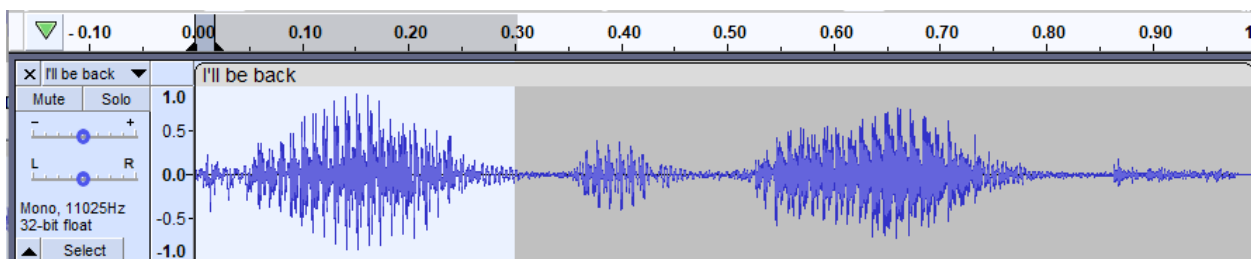 - 0.10 0.00 0.10 0.20 0.30 0.40 0.50 0.60 0.70 0.80 0.90 1
× I'll be back I'll be back
Mute Solo 1.0
- + 0.5
L R 0.0
Mono, 11025Hz -0.5
32-bit float
Select -1.0